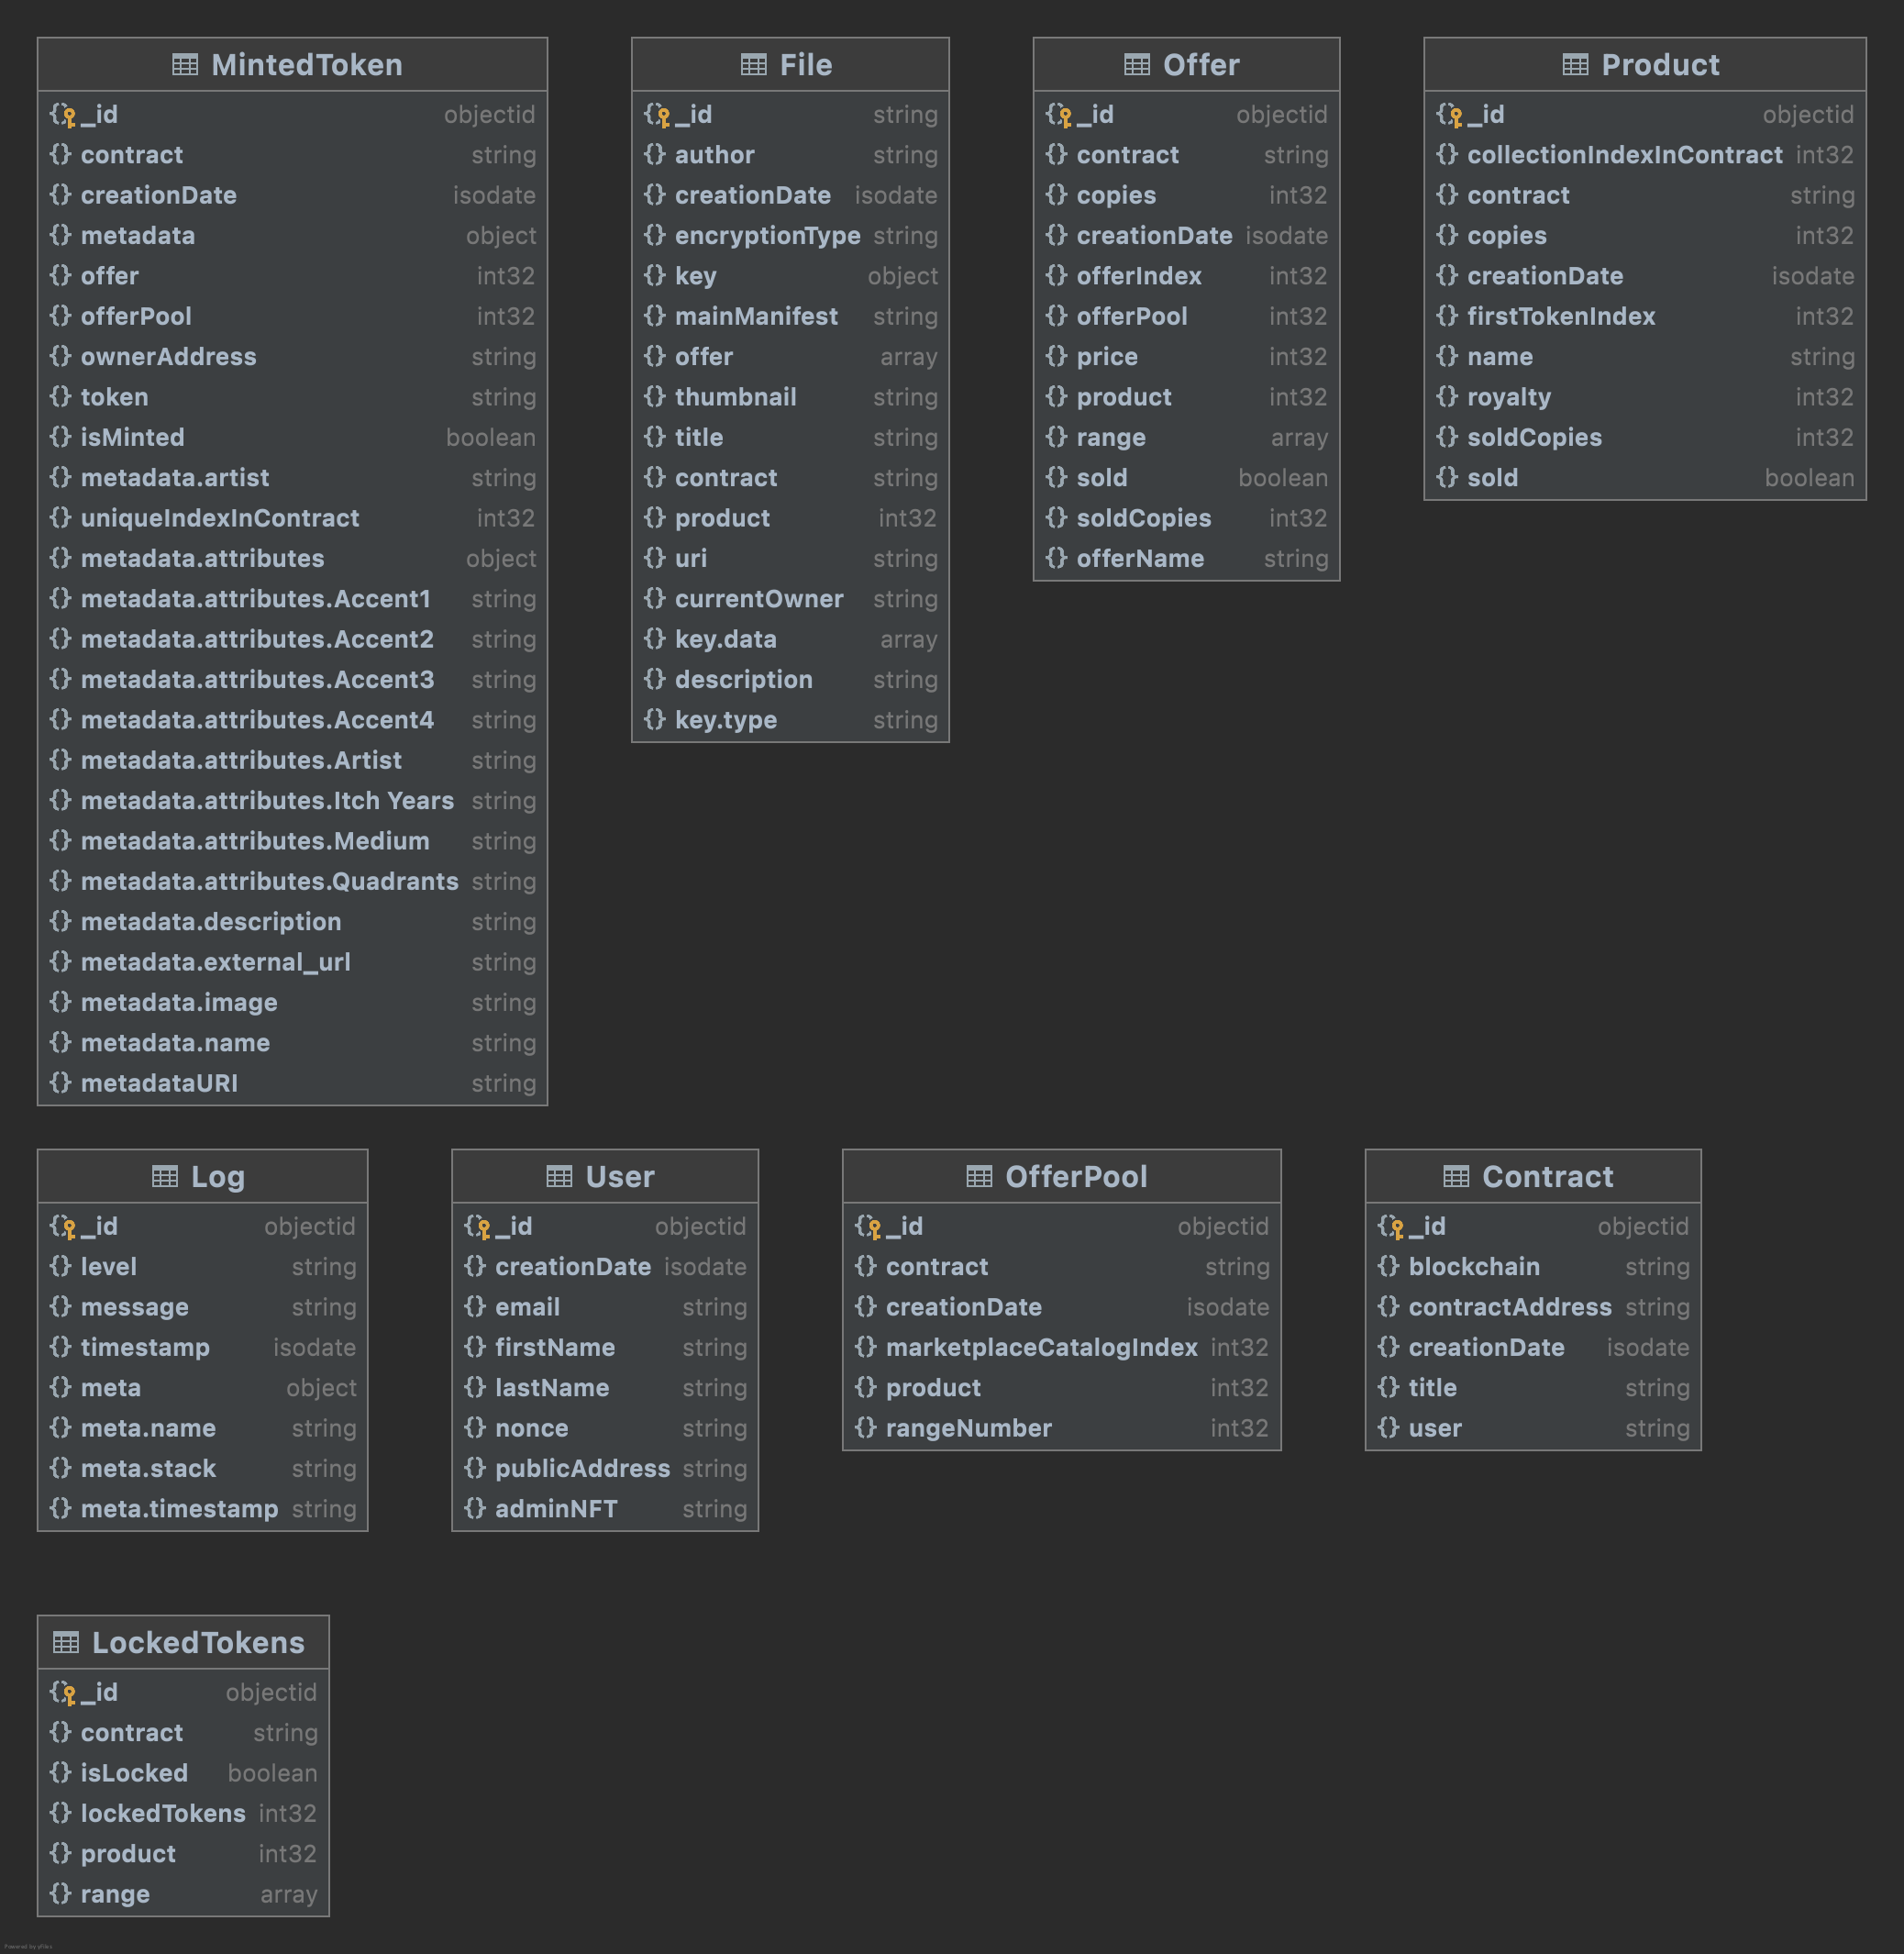 MintedToken
_id objectid
contract string
creationDate isodate
metadata object
offer int32
offerPool int32
ownerAddress string
token string
isMinted boolean
metadata.artist string
uniqueIndexInContract int32
metadata.attributes object
metadata.attributes.Accent1 string
metadata.attributes.Accent2 string
metadata.attributes.Accent3 string
metadata.attributes.Accent4 string
metadata.attributes.Artist string
metadata.attributes.Itch Years string
metadata.attributes.Medium string
metadata.attributes.Quadrants string
metadata.description string
metadata.external_url string
metadata.image string
metadata.name string
metadataURI string
File
_id string
author string
creationDate isodate
encryptionType string
key object
mainManifest string
offer array
thumbnail string
title string
contract string
product int32
uri string
currentOwner string
key.data array
description string
key.type string
Offer
_id objectid
contract string
copies int32
creationDate isodate
offerIndex int32
offerPool int32
price int32
product int32
range array
sold boolean
soldCopies int32
offerName string
Product
_id objectid
collectionIndexInContract int32
contract string
copies int32
creationDate isodate
firstTokenIndex int32
name string
royalty int32
soldCopies int32
sold boolean
Log
_id objectid
level string
message string
timestamp isodate
meta object
meta.name string
meta.stack string
meta.timestamp string
User
_id objectid
creationDate isodate
email string
firstName string
lastName string
nonce string
publicAddress string
adminNFT string
OfferPool
_id objectid
contract string
creationDate isodate
marketplaceCatalogIndex int32
product int32
rangeNumber int32
Contract
_id objectid
blockchain string
contractAddress string
creationDate isodate
title string
user string
LockedTokens
_id objectid
contract string
isLocked boolean
lockedTokens int32
product int32
range array
Powered by yFiles